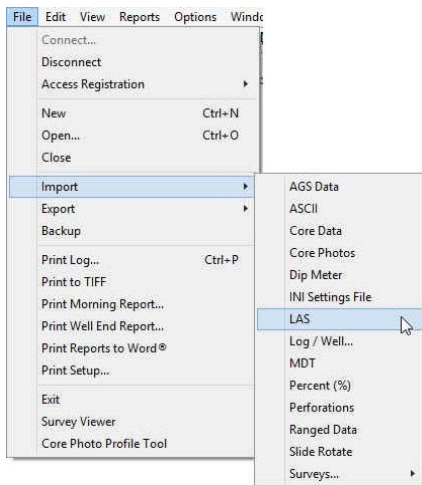 File Edit View Reports Options
Connect...
Disconnect
Access Registration
New Ctrl+N
Open... Ctrl+O
Close
Import
Export
Backup
Print Log... Ctrl+P
Print to TIFF
Print Morning Report...
Print Well End Report...
Print Reports to Word®
Print Setup...
Exit
Survey Viewer
Core Photo Profile Tool
AGS Data
ASCII
Core Data
Core Photos
Dip Meter
INI Settings File
LAS
Log / Well...
MDT
Percent (%)
Perforations
Ranged Data
Slide Rotate
Surveys...